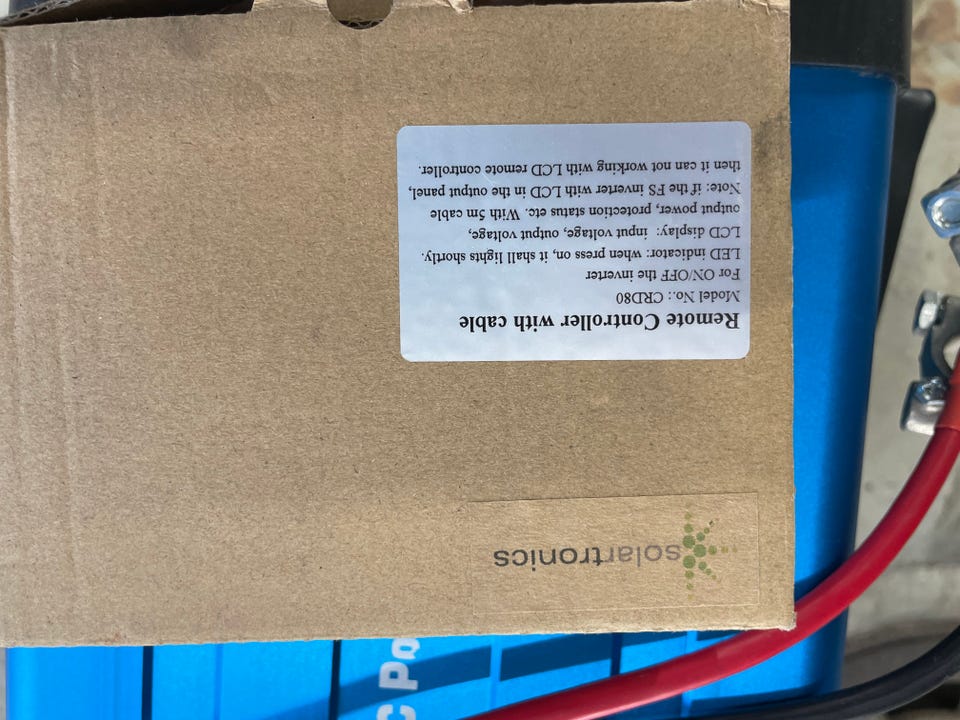 Remote Controller with cable
Model No.: CRD80
For ON/OFF the inverter
LED indicator: when press on, it shall lights shortly.
LCD display: input voltage, output voltage,
output power, protection status etc. With 5m cable
Note: if the FS inverter with LCD in the output panel,
then it can not working with LCD remote controller.
solartronics
C Po